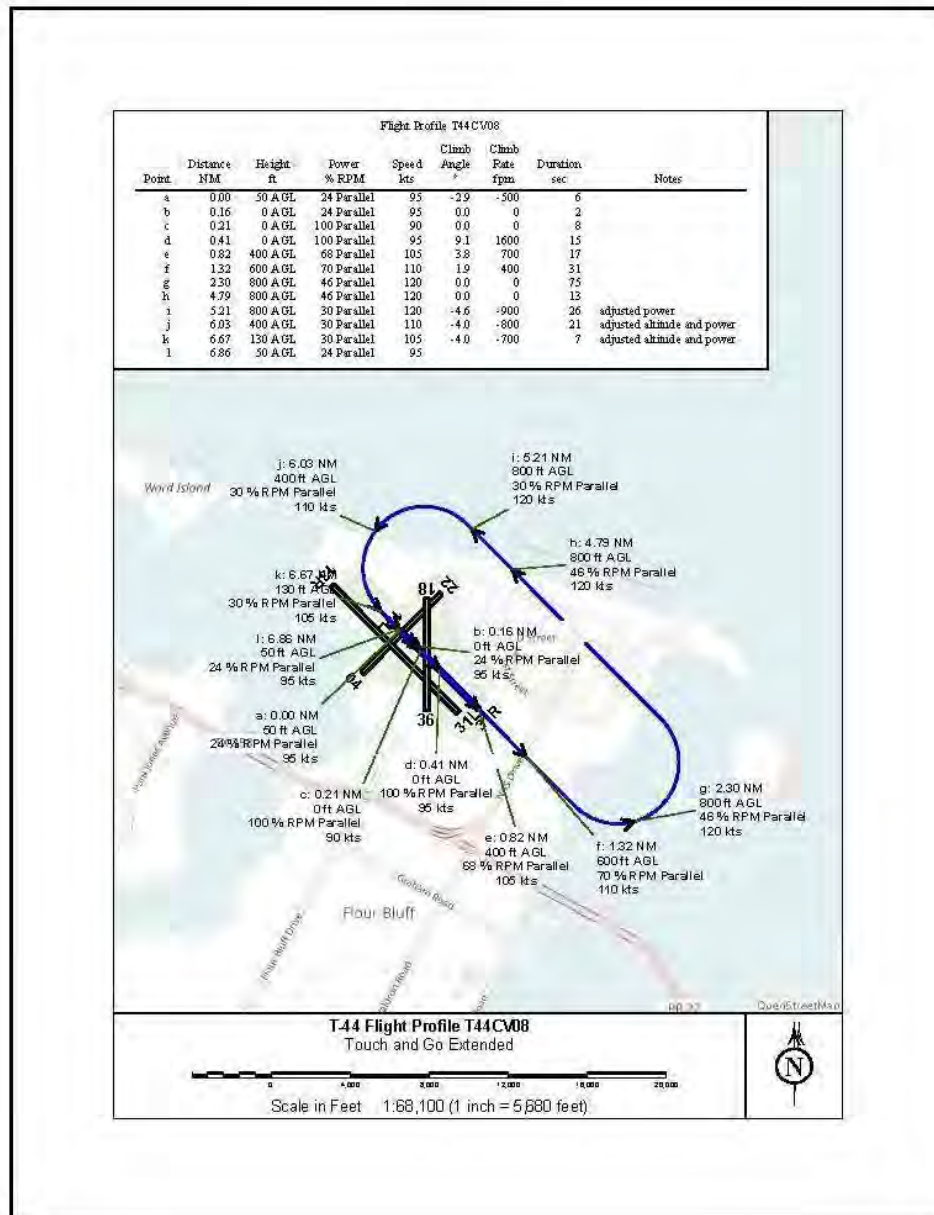 Flight Profile T44CV08
Climb Climb
Distance Height Power Speed Angle Rate Duration
Point NM ft % RPM kts ° fpm sec Notes
a 0.00 50 AGL 24 Parallel 95 -2.9 -500 6
b 0.16 0 AGL 24 Parallel 95 0.0 0 2
c 0.21 0 AGL 100 Parallel 90 0.0 0 8
d 0.41 0 AGL 100 Parallel 95 9.1 1600 15
e 0.82 400 AGL 68 Parallel 105 3.8 700 17
f 1.32 600 AGL 70 Parallel 110 1.9 400 31
g 2.30 800 AGL 46 Parallel 120 0.0 0 75
h 4.79 800 AGL 46 Parallel 120 0.0 0 13
i 5.21 800 AGL 30 Parallel 120 -4.6 -900 26 adjusted power
j 6.03 400 AGL 30 Parallel 110 -4.0 -800 21 adjusted altitude and power
k 6.67 130 AGL 30 Parallel 105 -4.0 -700 7 adjusted altitude and power
l 6.86 50 AGL 24 Parallel 95
j: 6.03 NM
400 ft AGL
30 % RPM Parallel
110 kts
i: 5.21 NM
800 ft AGL
30 % RPM Parallel
120 kts
Word Island
h: 4.79 NM
800 ft AGL
46 % RPM Parallel
120 kts
k: 6.67 NM
130 ft AGL
30 % RPM Parallel
105 kts
18
22
l: 6.86 NM
50 ft AGL
24 % RPM Parallel
95 kts
b: 0.16 NM
0 ft AGL
24 % RPM Parallel
95 kts
Street
Street
04
36
31L
R
a: 0.00 NM
50 ft AGL
24 % RPM Parallel
95 kts
d: 0.41 NM
0 ft AGL
100 % RPM Parallel
95 kts
Drive
c: 0.21 NM
0 ft AGL
100 % RPM Parallel
90 kts
g: 2.30 NM
800 ft AGL
46 % RPM Parallel
120 kts
e: 0.82 NM
400 ft AGL
68 % RPM Parallel
105 kts
f: 1.32 NM
600 ft AGL
70 % RPM Parallel
110 kts
Graham Road
Flour Bluff
Flour Bluff Drive
Waldron Road
Road
OpenStreetMap
T-44 Flight Profile T44CV08
Touch and Go Extended
0 4,000 8,000 12,000 16,000 20,000
Scale in Feet 1:68,100 (1 inch = 5,680 feet)
N